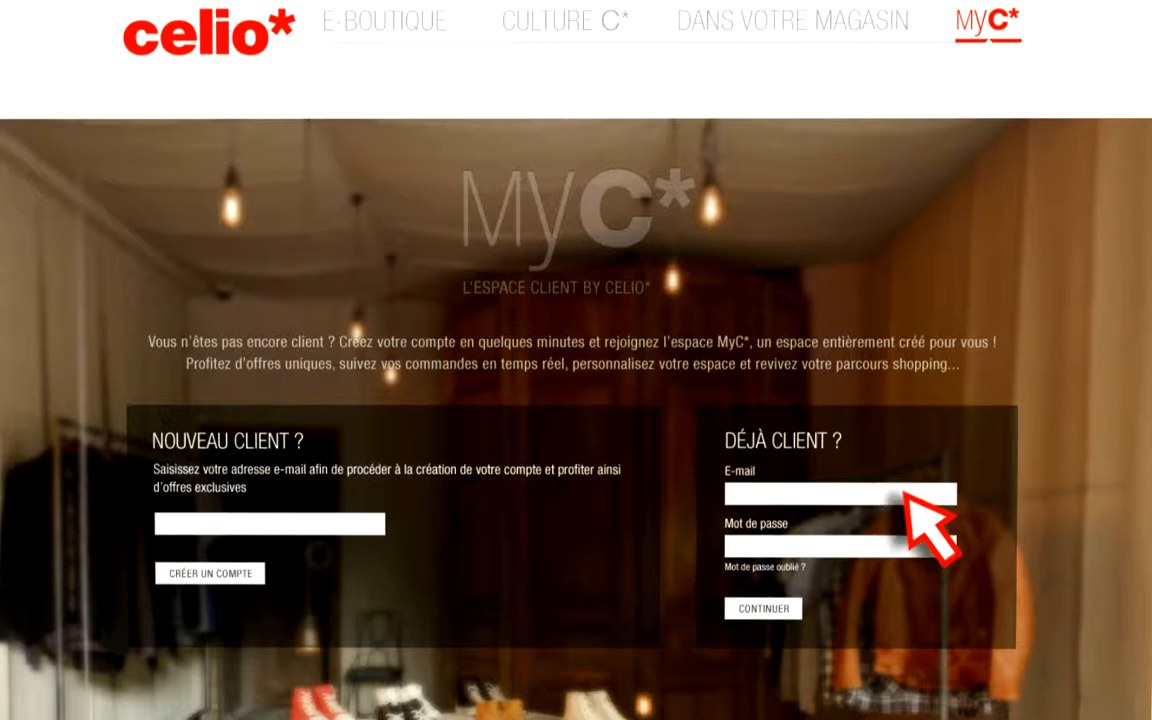 celio*
E-BOUTIQUE
CULTURE C*
DANS VOTRE MAGASIN
MyC*
MyC*
L'ESPACE CLIENT BY CELIO*
Vous n'êtes pas encore client ? Créez votre compte en quelques minutes et rejoignez l'espace MyC*, un espace entièrement créé pour vous !
Profitez d'offres uniques, suivez vos commandes en temps réel, personnalisez votre espace et revivez votre parcours shopping...
NOUVEAU CLIENT ?
Saisissez votre adresse e-mail afin de procéder à la création de votre compte et profiter ainsi
d'offres exclusives
CRÉER UN COMPTE
DÉJÀ CLIENT ?
E-mail
Mot de passe
Mot de passe oublié ?
CONTINUER